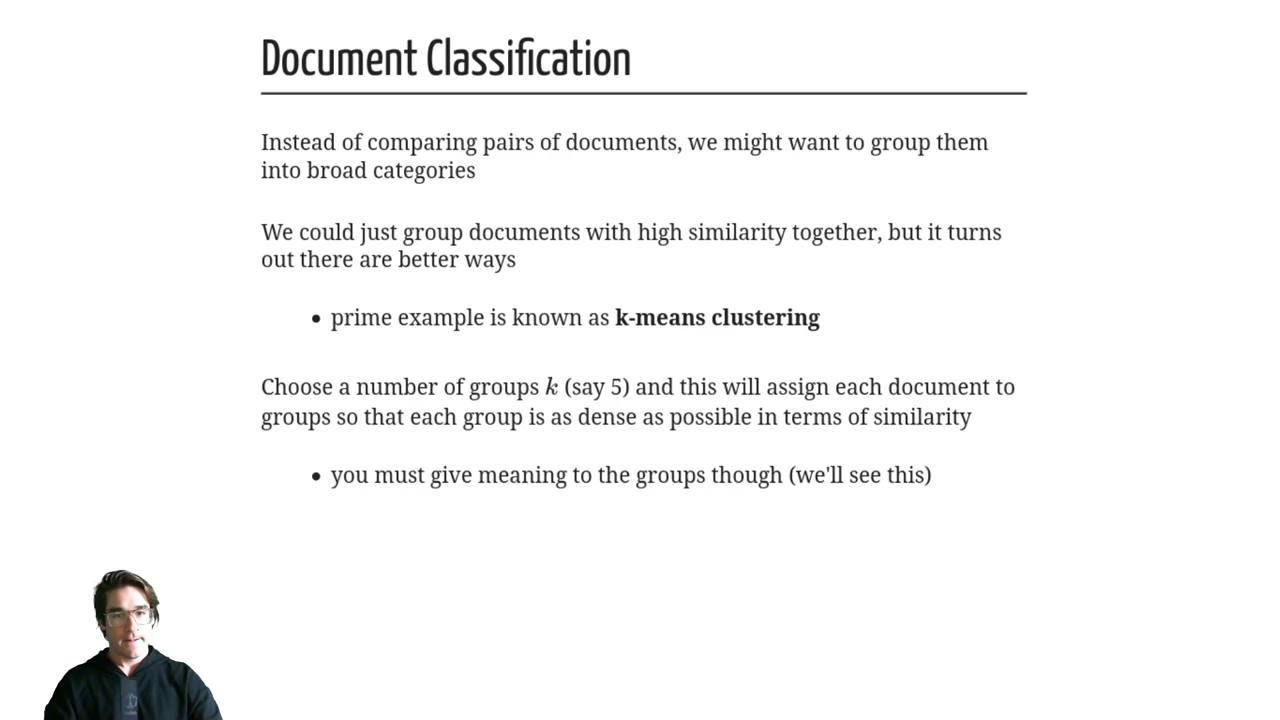 Document Classification
Instead of comparing pairs of documents, we might want to group them
into broad categories
We could just group documents with high similarity together, but it turns
out there are better ways
• prime example is known as k-means clustering
Choose a number of groups k (say 5) and this will assign each document to
groups so that each group is as dense as possible in terms of similarity
• you must give meaning to the groups though (we'll see this)